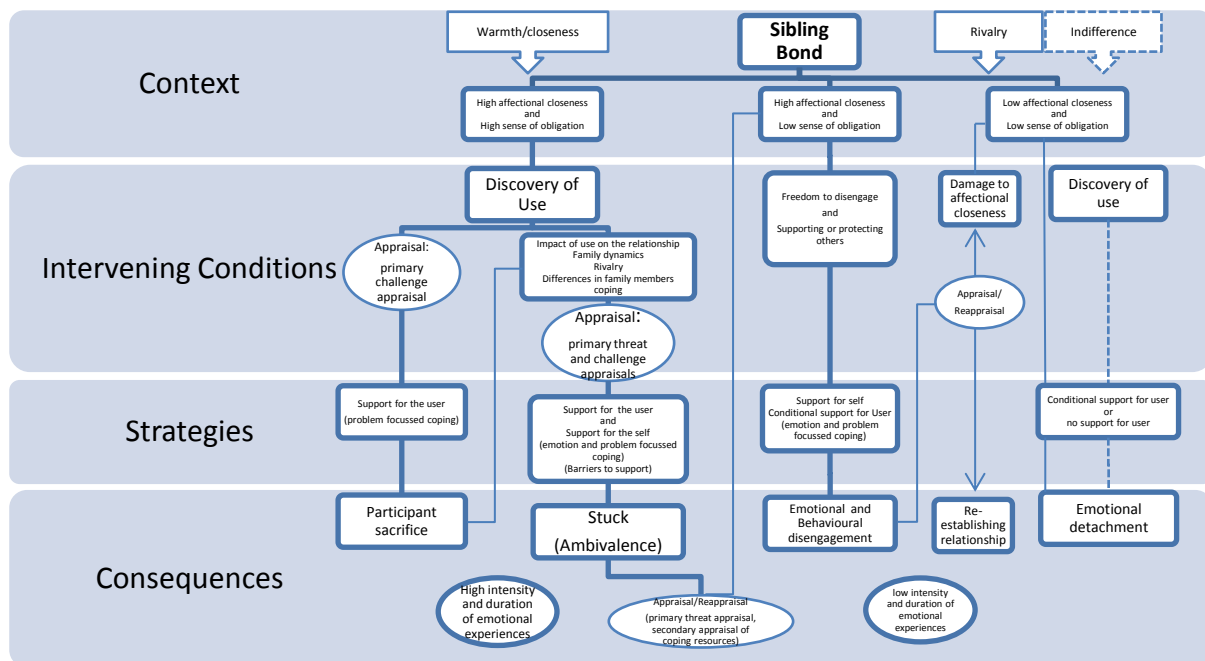 Warmth/closeness
Sibling
Bond
Rivalry
Indifference
Context
High affectional closeness
and
High sense of obligation
High affectional closeness
and
Low sense of obligation
Low affectional closeness
and
Low sense of obligation
Intervening Conditions
Discovery of
Use
Appraisal:
primary
challenge
appraisal
Impact of use on the relationship
Family dynamics
Rivalry
Differences in family members
coping
Appraisal:
primary threat
and challenge
appraisals
Freedom to disengage
and
Supporting or protecting
others
Damage to
affectional
closeness
Appraisal/
Reappraisal
Discovery of
use
Strategies
Support for the user
(problem focussed coping)
Support for the user
and
Support for the self
(emotion and problem focussed
coping)
(Barriers to support)
Support for self
Conditional support for User
(emotion and problem
focussed coping)
Conditional support for user
or
no support for user
Consequences
Participant
sacrifice
Stuck
(Ambivalence)
Emotional and
Behavioural
disengagement
Re-
establishing
relationship
Emotional
detachment
High intensity
and duration
of emotional
experiences
Appraisal/Reappraisal
(primary threat appraisal,
secondary appraisal of
coping resources)
low intensity
and duration of
emotional
experiences